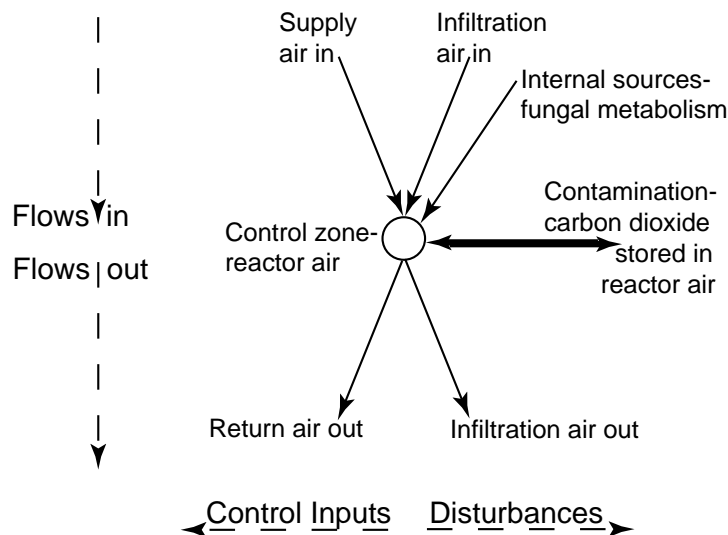 Supply
air in
Infiltration
air in
Internal sources-
fungal metabolism
Flows in
Flows out
Control zone-
reactor air
Contamination-
carbon dioxide
stored in
reactor air
Return air out
Infiltration air out
Control Inputs
Disturbances